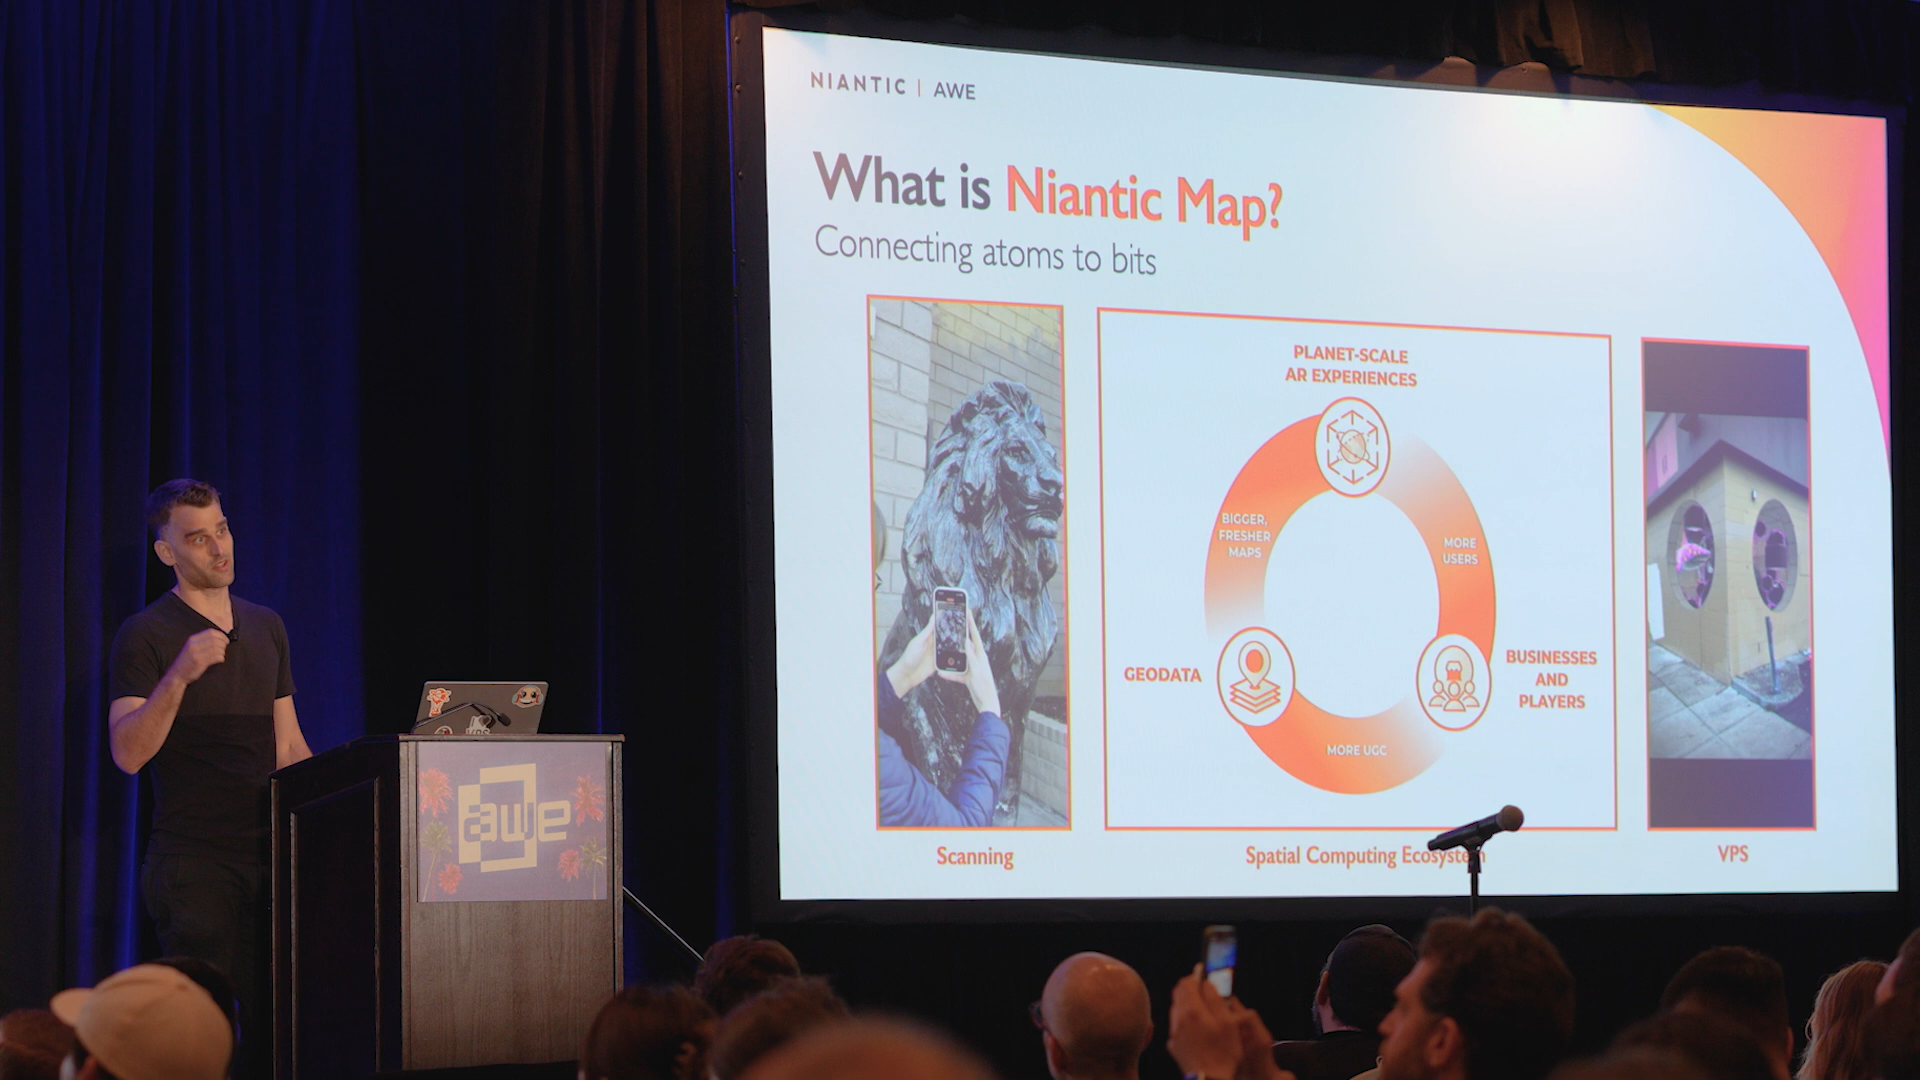 NIANTIC | AWE
What is Niantic Map?
Connecting atoms to bits
PLANET-SCALE
AR EXPERIENCES
BIGGER,
FRESHER
MAPS
MORE
USERS
GEODATA
BUSINESSES
AND
PLAYERS
MORE UGC
Scanning
Spatial Computing Ecosystem
VPS
awe